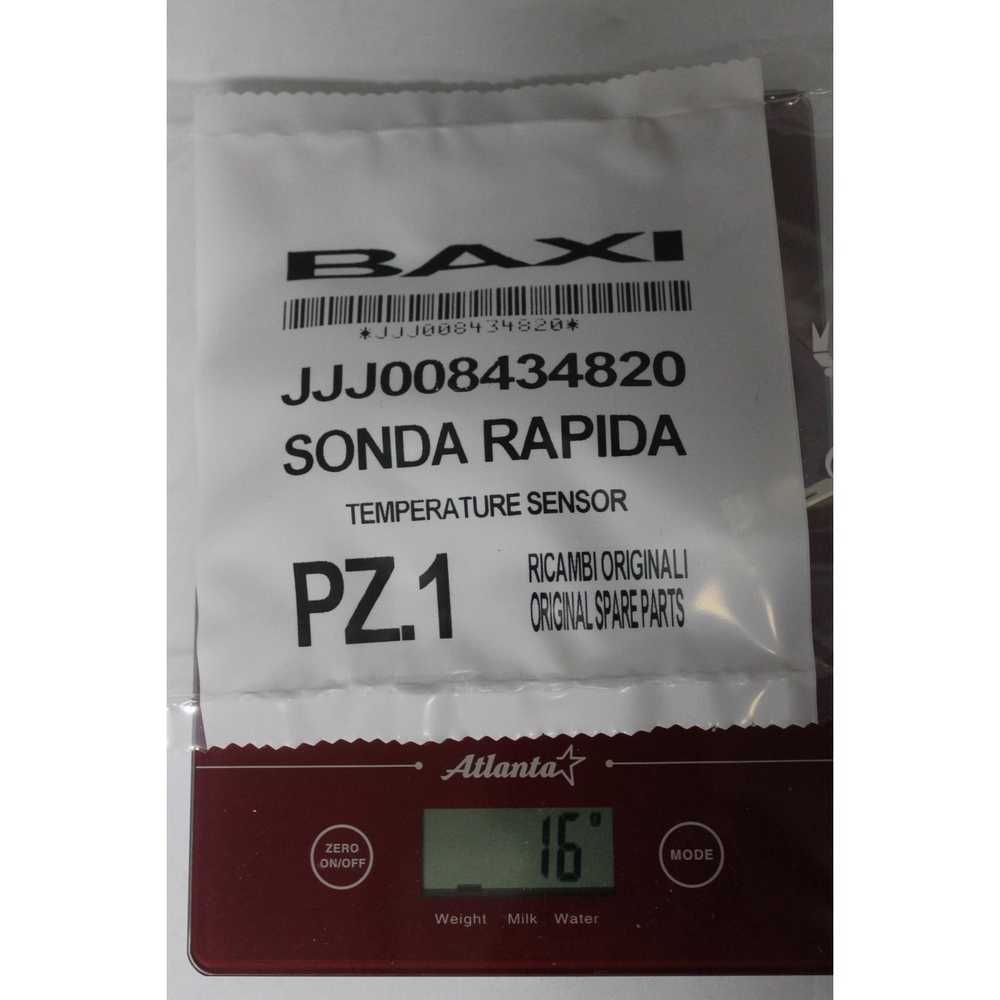 BAXI
*JJJ008434820*
JJJ008434820
SONDA RAPIDA
TEMPERATURE SENSOR
PZ.1
RICAMBI ORIGINALI
ORIGINAL SPARE PARTS
Atlanta
ZERO
ON/OFF
16
MODE
Weight Milk Water